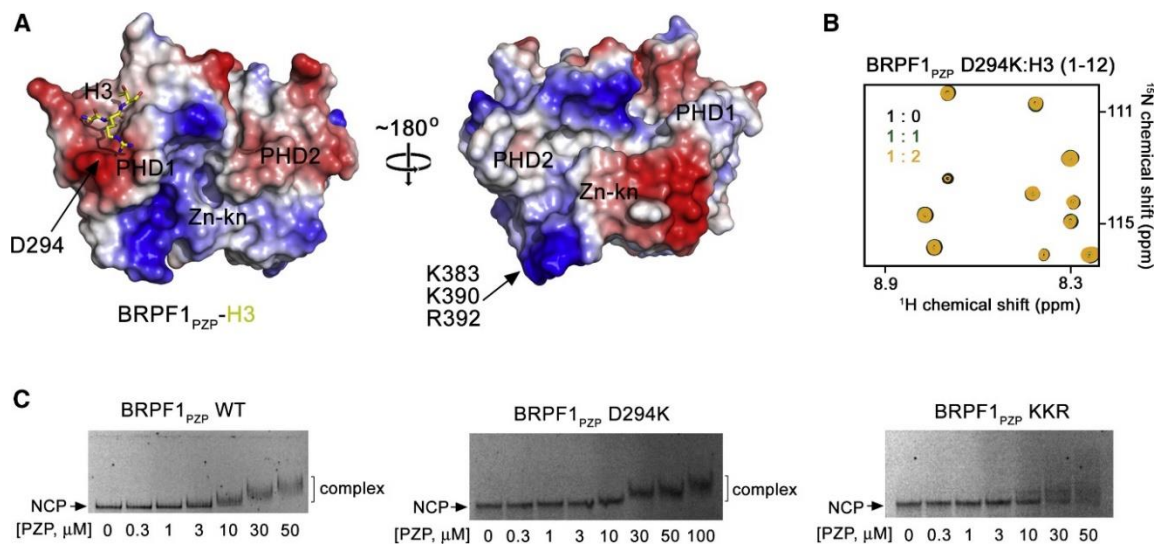 A
H3
PHD1
PHD2
Zn-kn
D294
BRPF1PZP-H3
~180°
PHD1
PHD2
Zn-kn
K383
K390
R392
B
BRPF1PZP D294K:H3 (1-12)
1 : 0
1 : 1
1 : 2
111
115
15N chemical shift (ppm)
8.9
8.3
1H chemical shift (ppm)
C
BRPF1PZP WT
NCP
complex
[PZP, μM] 0 0.3 1 3 10 30 50
BRPF1PZP D294K
NCP
complex
[PZP, μM] 0 0.3 1 3 10 30 50 100
BRPF1PZP KKR
NCP
[PZP, μM] 0 0.3 1 3 10 30 50